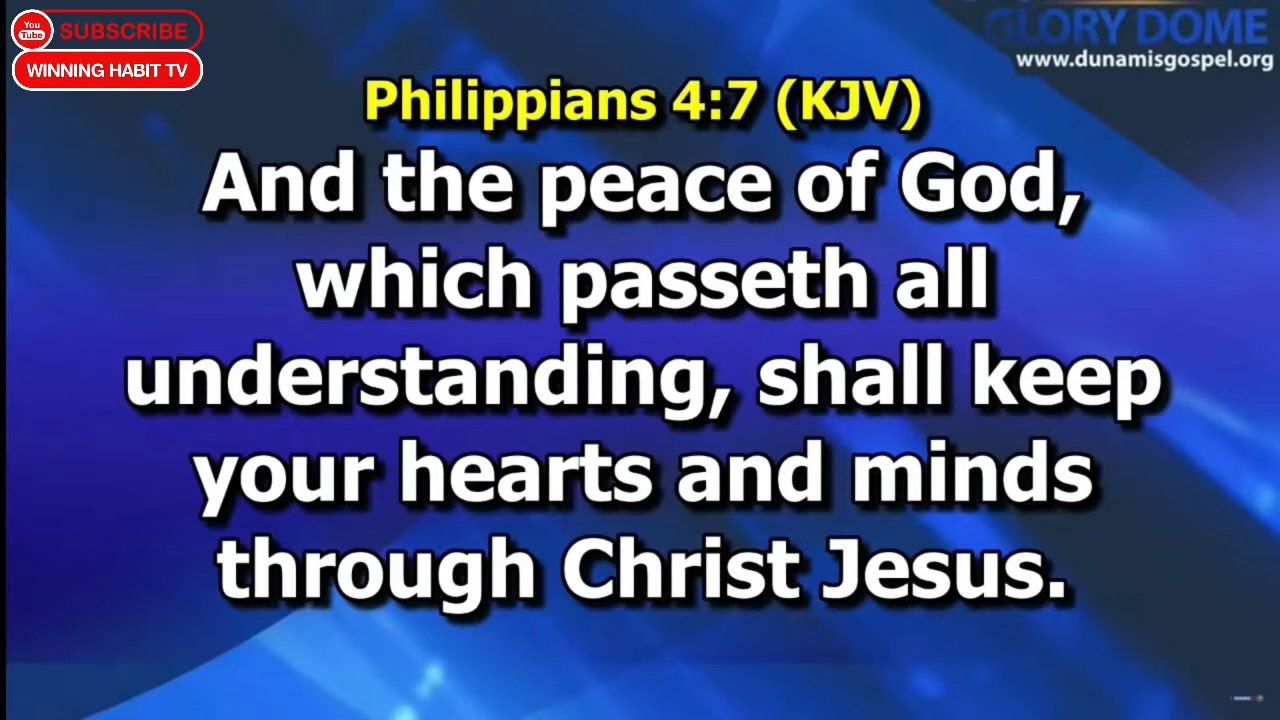 You
Tube
SUBSCRIBE
WINNING HABIT TV
GLORY DOME
www.dunamisgospel.org
Philippians 4:7 (KJV)
And the peace of God,
which passeth all
understanding, shall keep
your hearts and minds
through Christ Jesus.